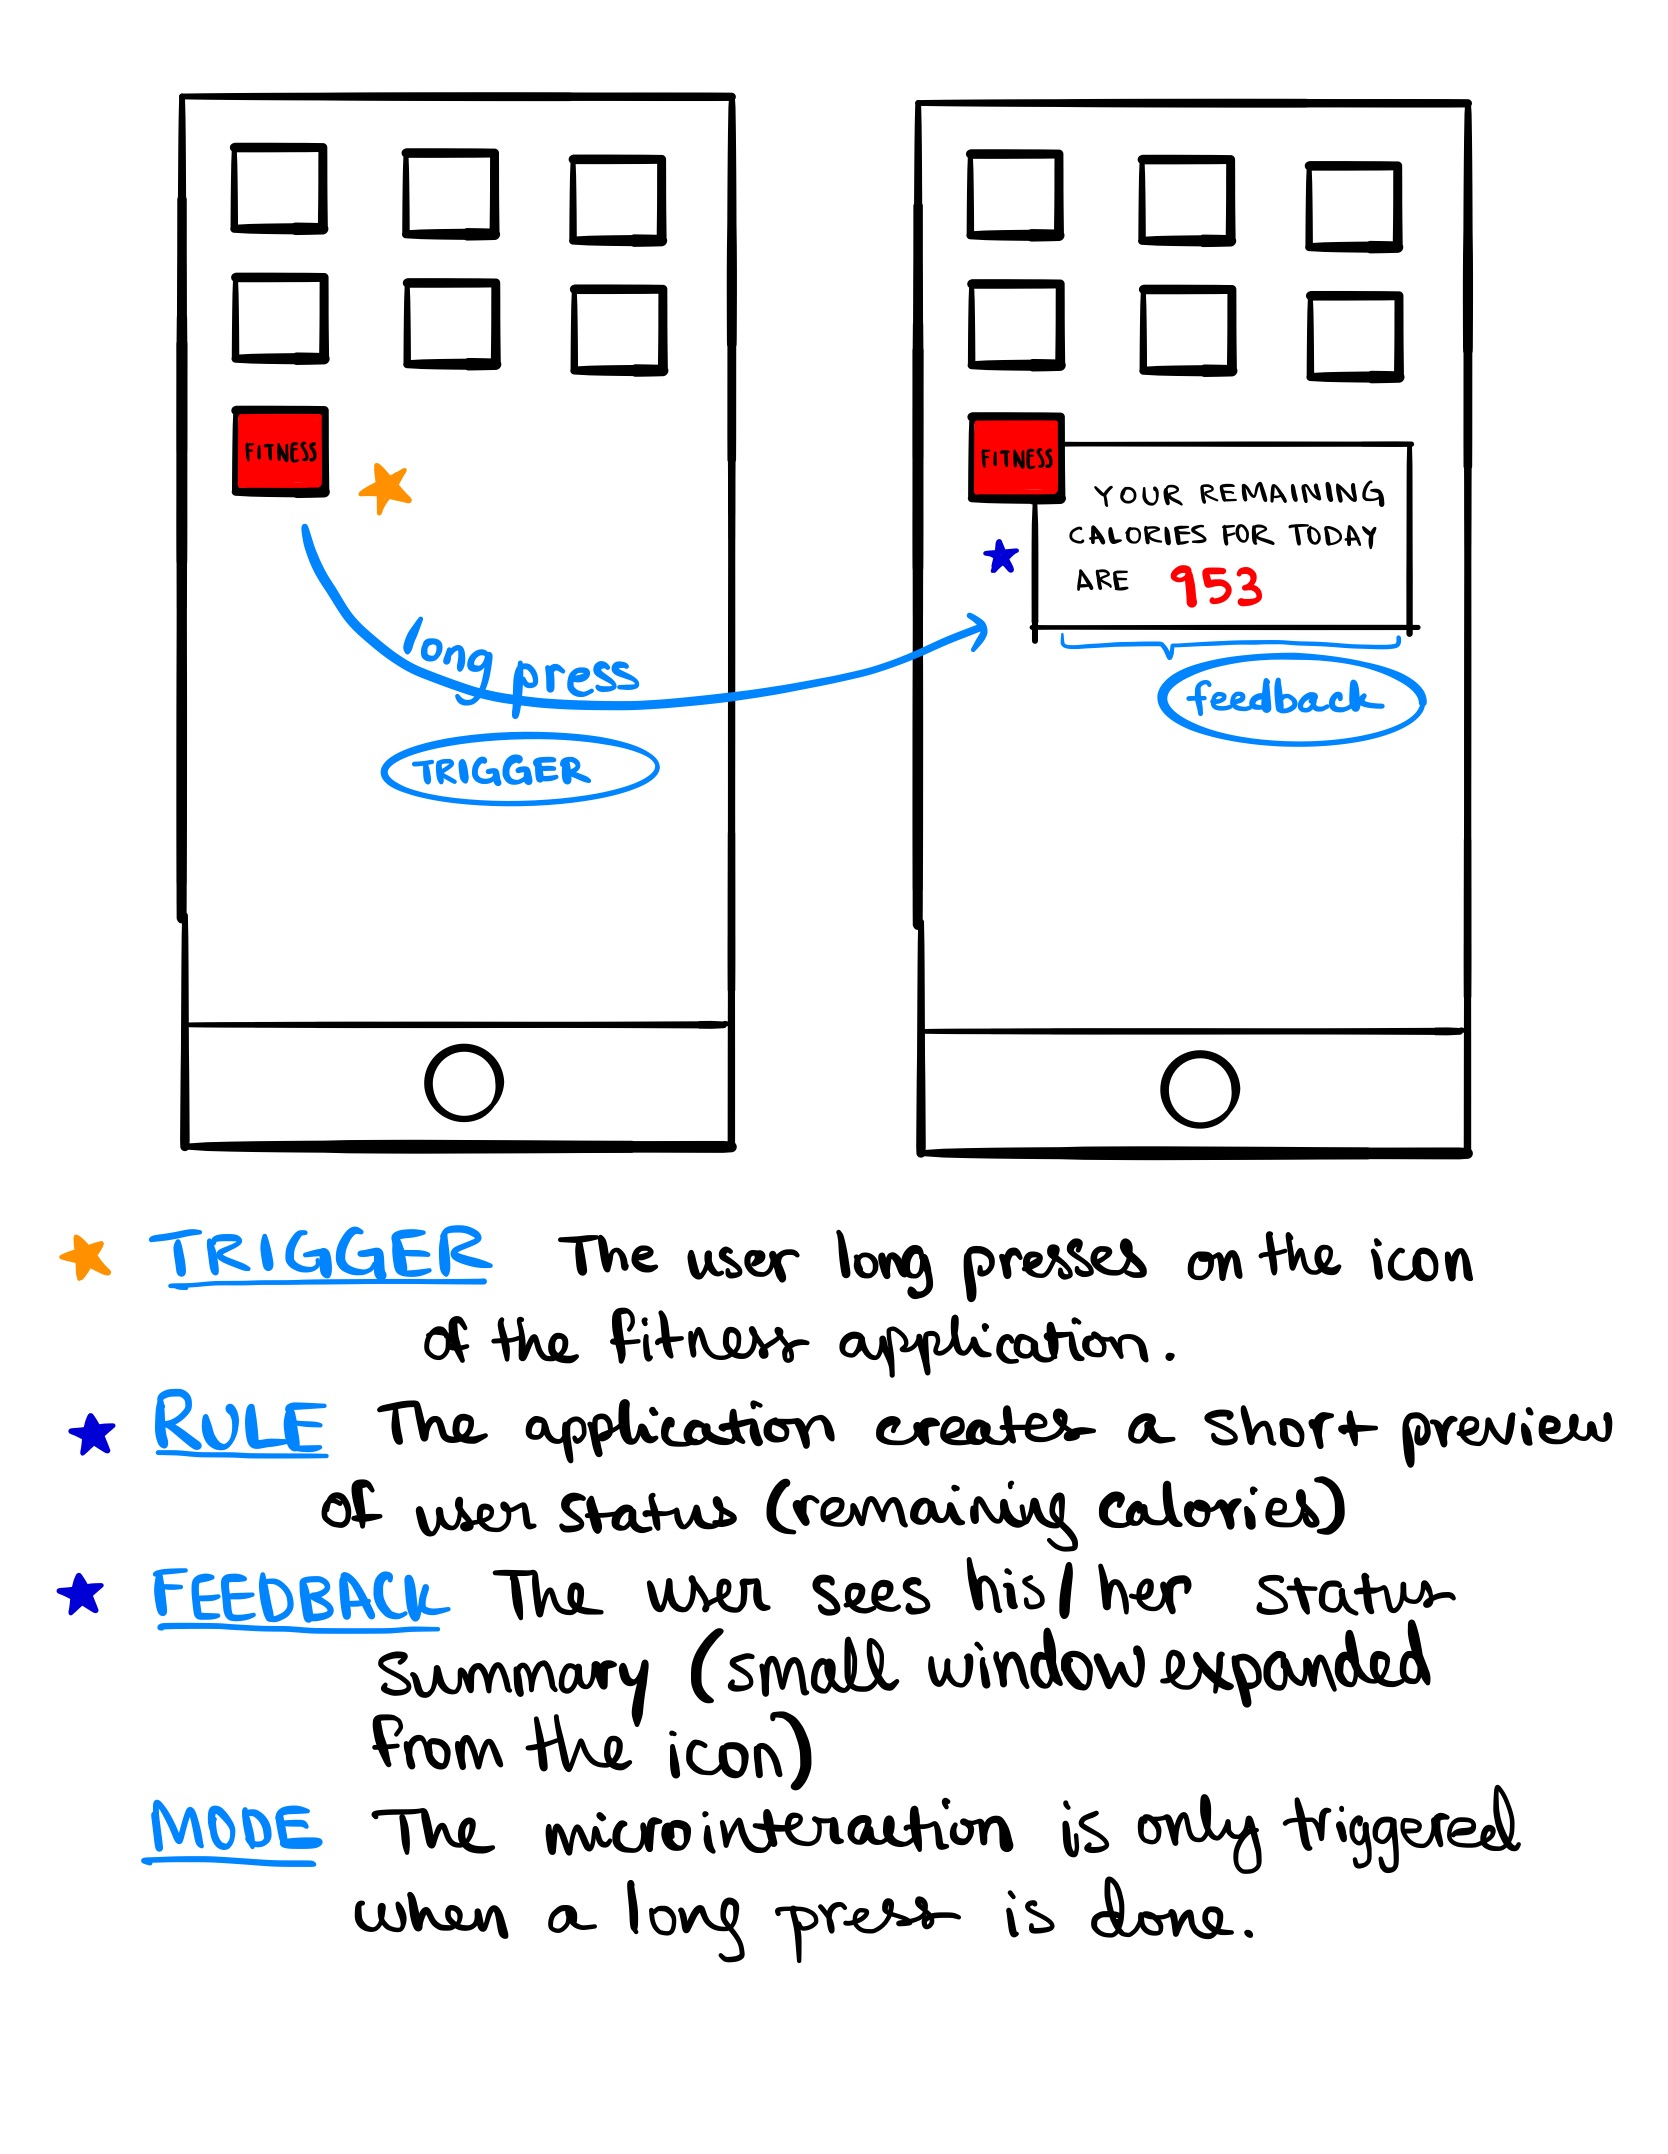 FITNESS
long press
TRIGGER
FITNESS
YOUR REMAINING
CALORIES FOR TODAY
ARE 953
feedback
TRIGGER The user long presses on the icon
of the fitness application.
RULE The application creates a short preview
of user status (remaining calories)
FEEDBACK The user sees his/her status
summary (small window expanded
from the icon)
MODE The microinteraction is only triggered
when a long press is done.